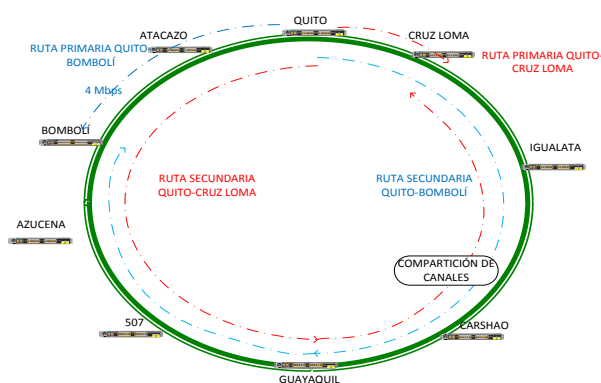 QUITO
ATACAZO
CRUZ LOMA
RUTA PRIMARIA QUITO
BOMBOLÍ
RUTA PRIMARIA QUITO-
CRUZ LOMA
4 Mbps
BOMBOLÍ
IGUALATA
RUTA SECUNDARIA
QUITO-CRUZ LOMA
RUTA SECUNDARIA
QUITO-BOMBOLÍ
AZUCENA
COMPARTICIÓN DE
CANALES
507
CARSHAO
GUAYAQUIL